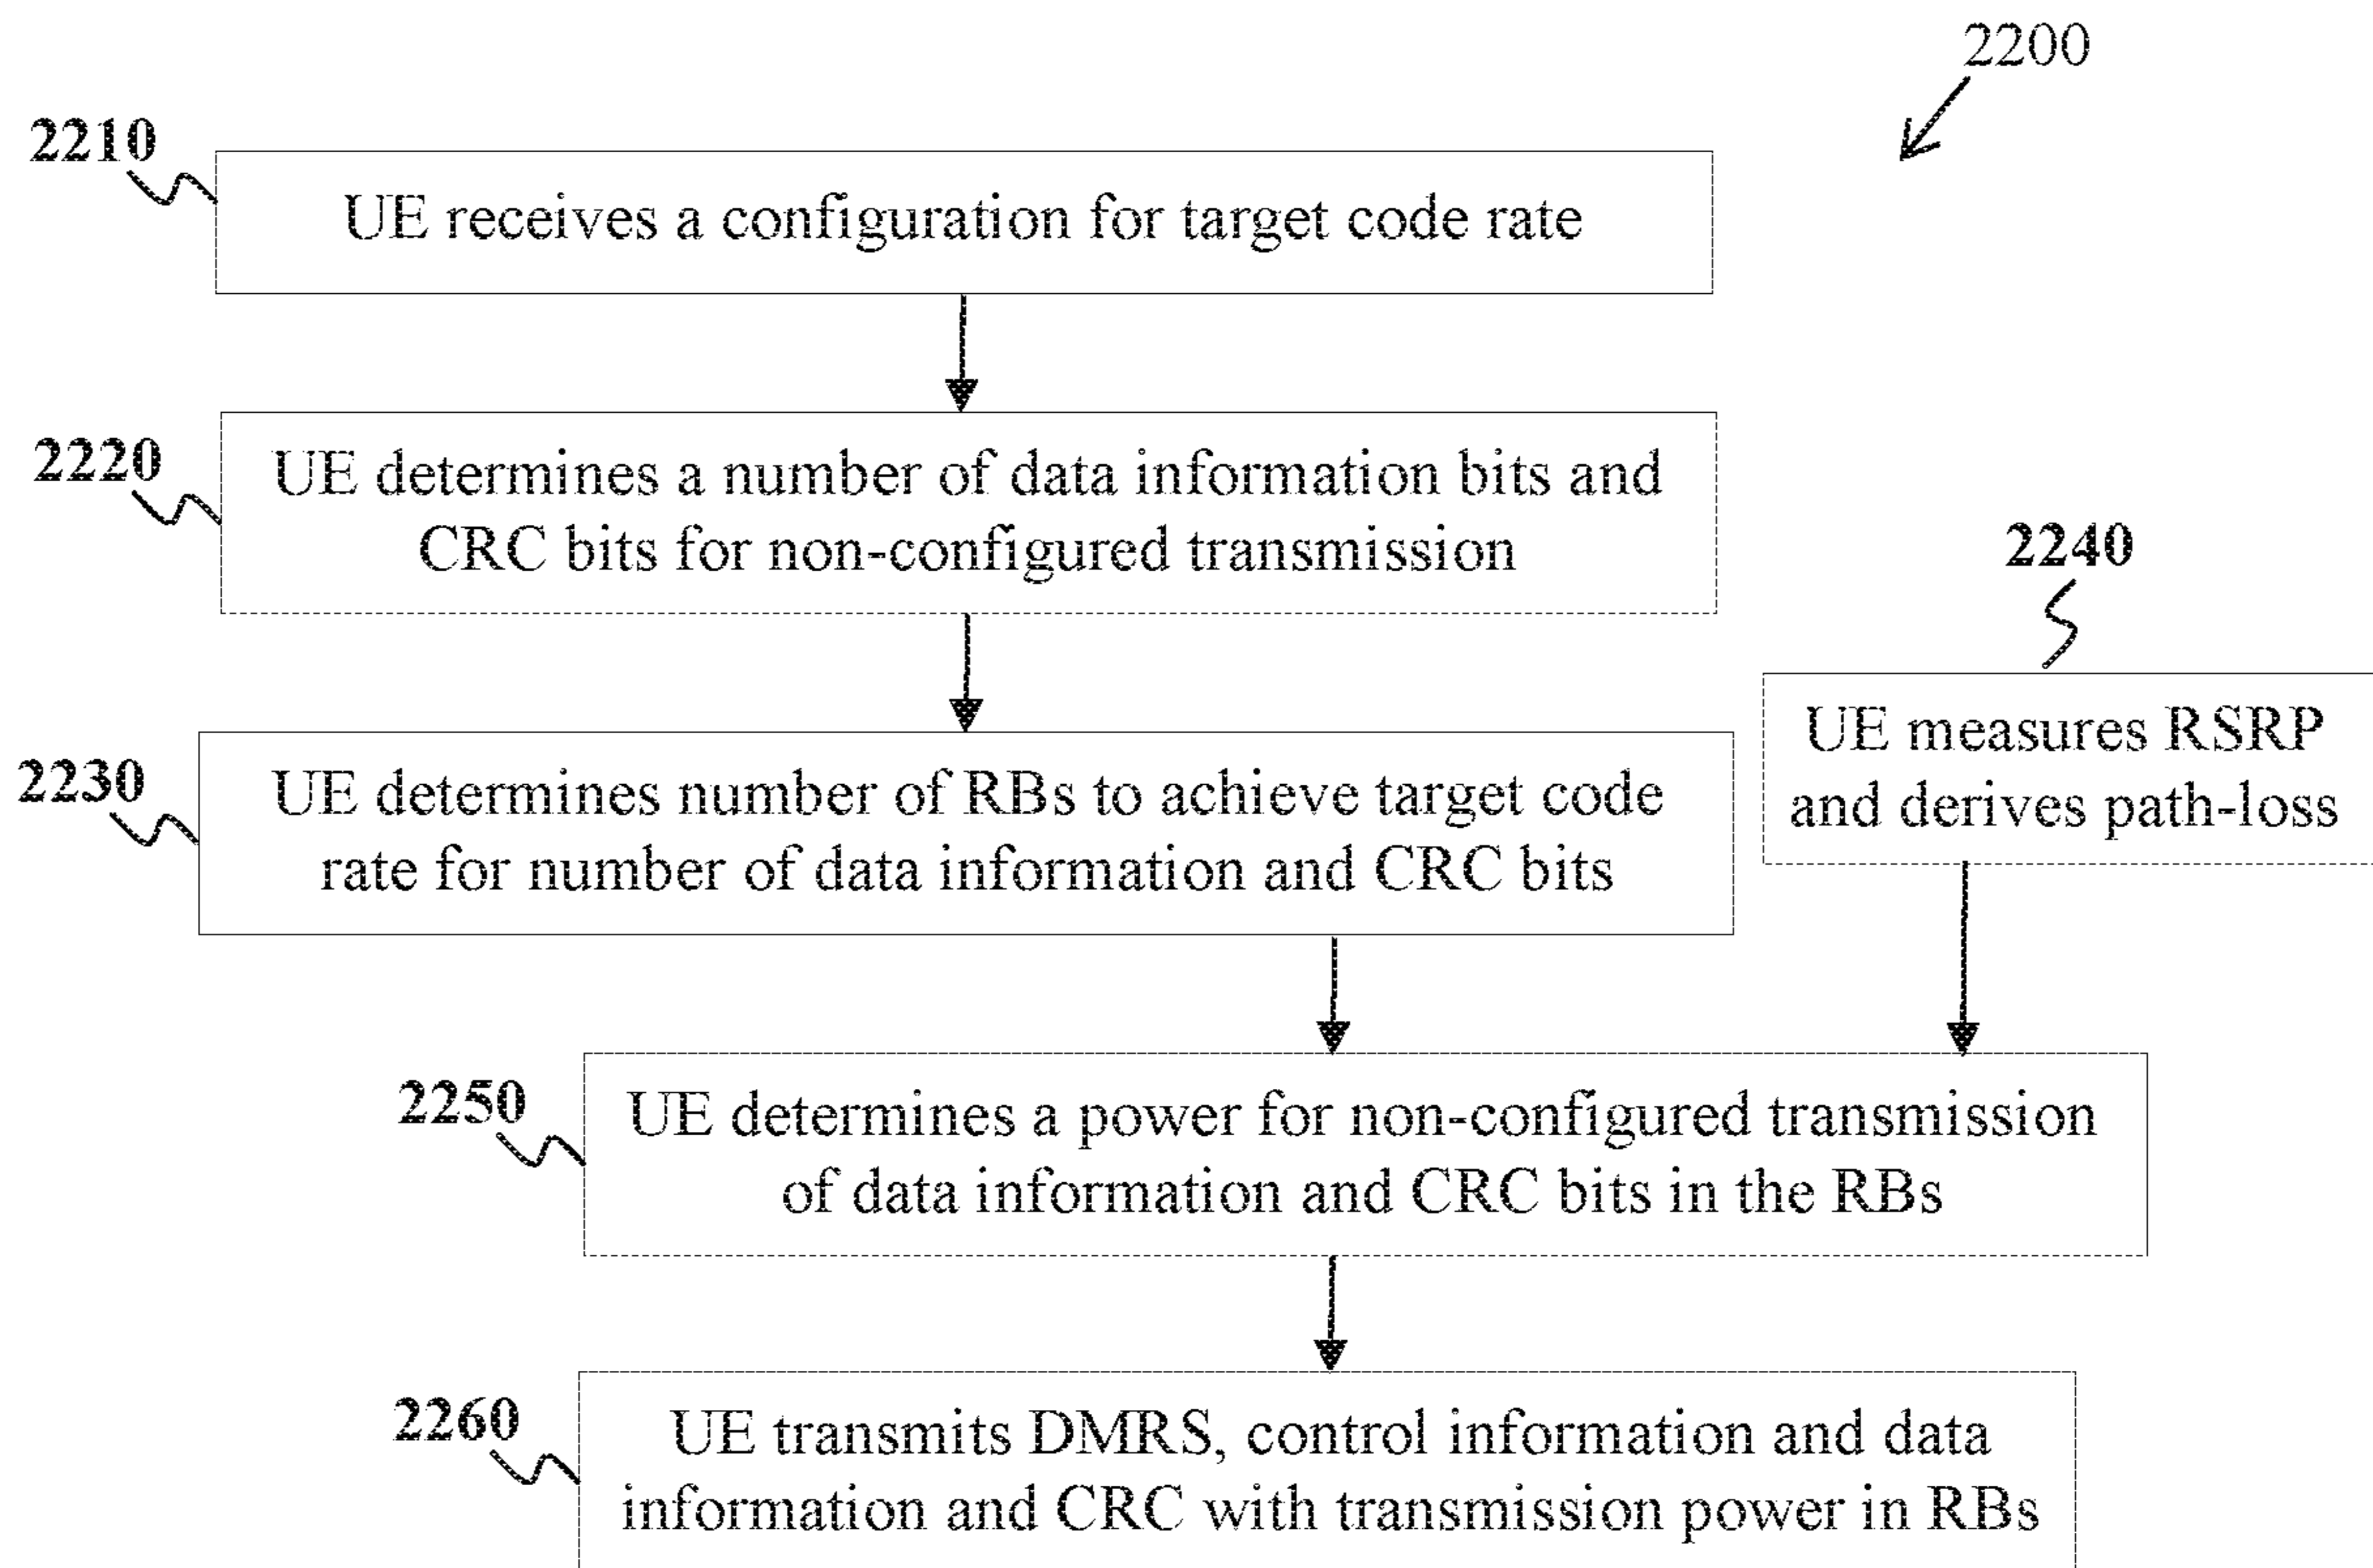 2200
2210
UE receives a configuration for target code rate
2220
UE determines a number of data information bits and
CRC bits for non-configured transmission
2240
UE measures RSRP
and derives path-loss
2230
UE determines number of RBs to achieve target code
rate for number of data information and CRC bits
2250
UE determines a power for non-configured transmission
of data information and CRC bits in the RBs
2260
UE transmits DMRS, control information and data
information and CRC with transmission power in RBs